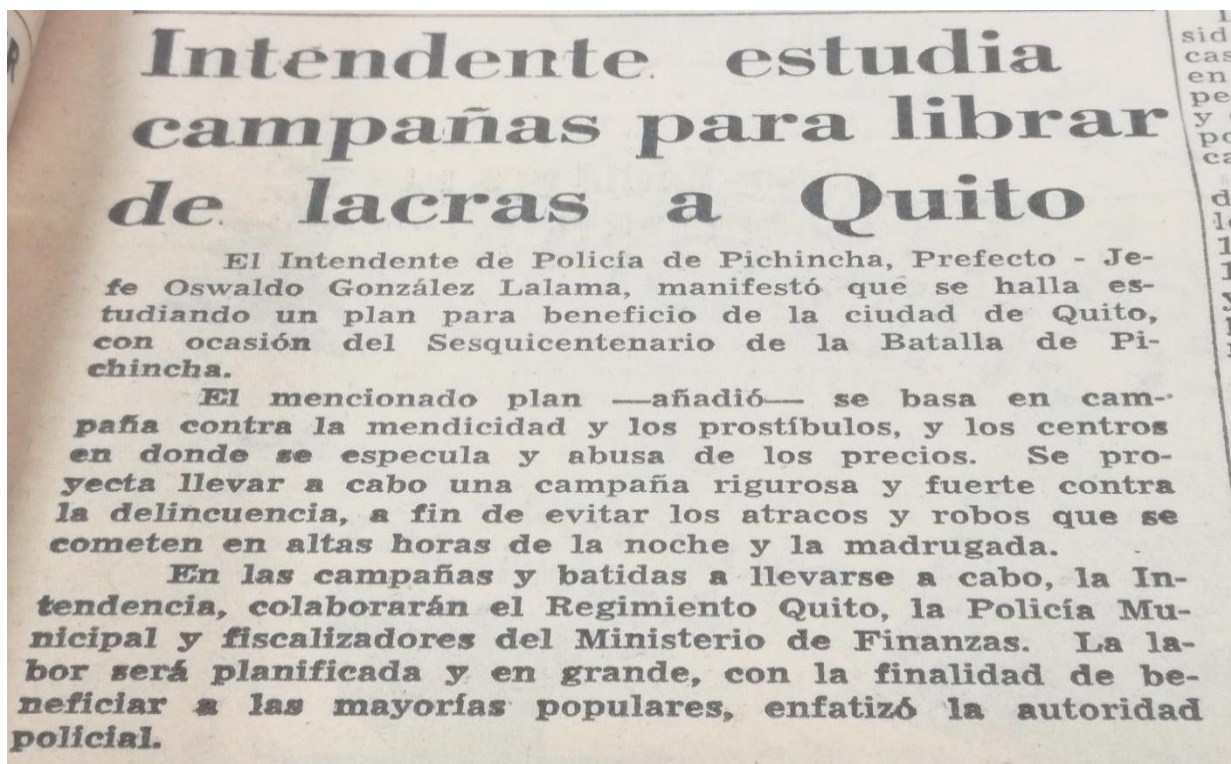 Intendente estudia
campañas para librar
de lacras a Quito
El Intendente de Policía de Pichincha, Prefecto - Je-
fe Oswaldo González Lalama, manifestó que se halla es-
tudiando un plan para beneficio de la ciudad de Quito,
con ocasión del Sesquicentenario de la Batalla de Pi-
chincha.
El mencionado plan —añadió— se basa en cam-
paña contra la mendicidad y los prostíbulos, y los centros
en donde se especula y abusa de los precios. Se pro-
yecta llevar a cabo una campaña rigurosa y fuerte contra
la delincuencia, a fin de evitar los atracos y robos que se
cometen en altas horas de la noche y la madrugada.
En las campañas y batidas a llevarse a cabo, la In-
tendencia, colaborarán el Regimiento Quito, la Policía Mu-
nicipal y fiscalizadores del Ministerio de Finanzas. La la-
bor será planificada y en grande, con la finalidad de be-
neficiar a las mayorías populares, enfatizó la autoridad
policial.
sid
cas
en
pe
y
po
ca